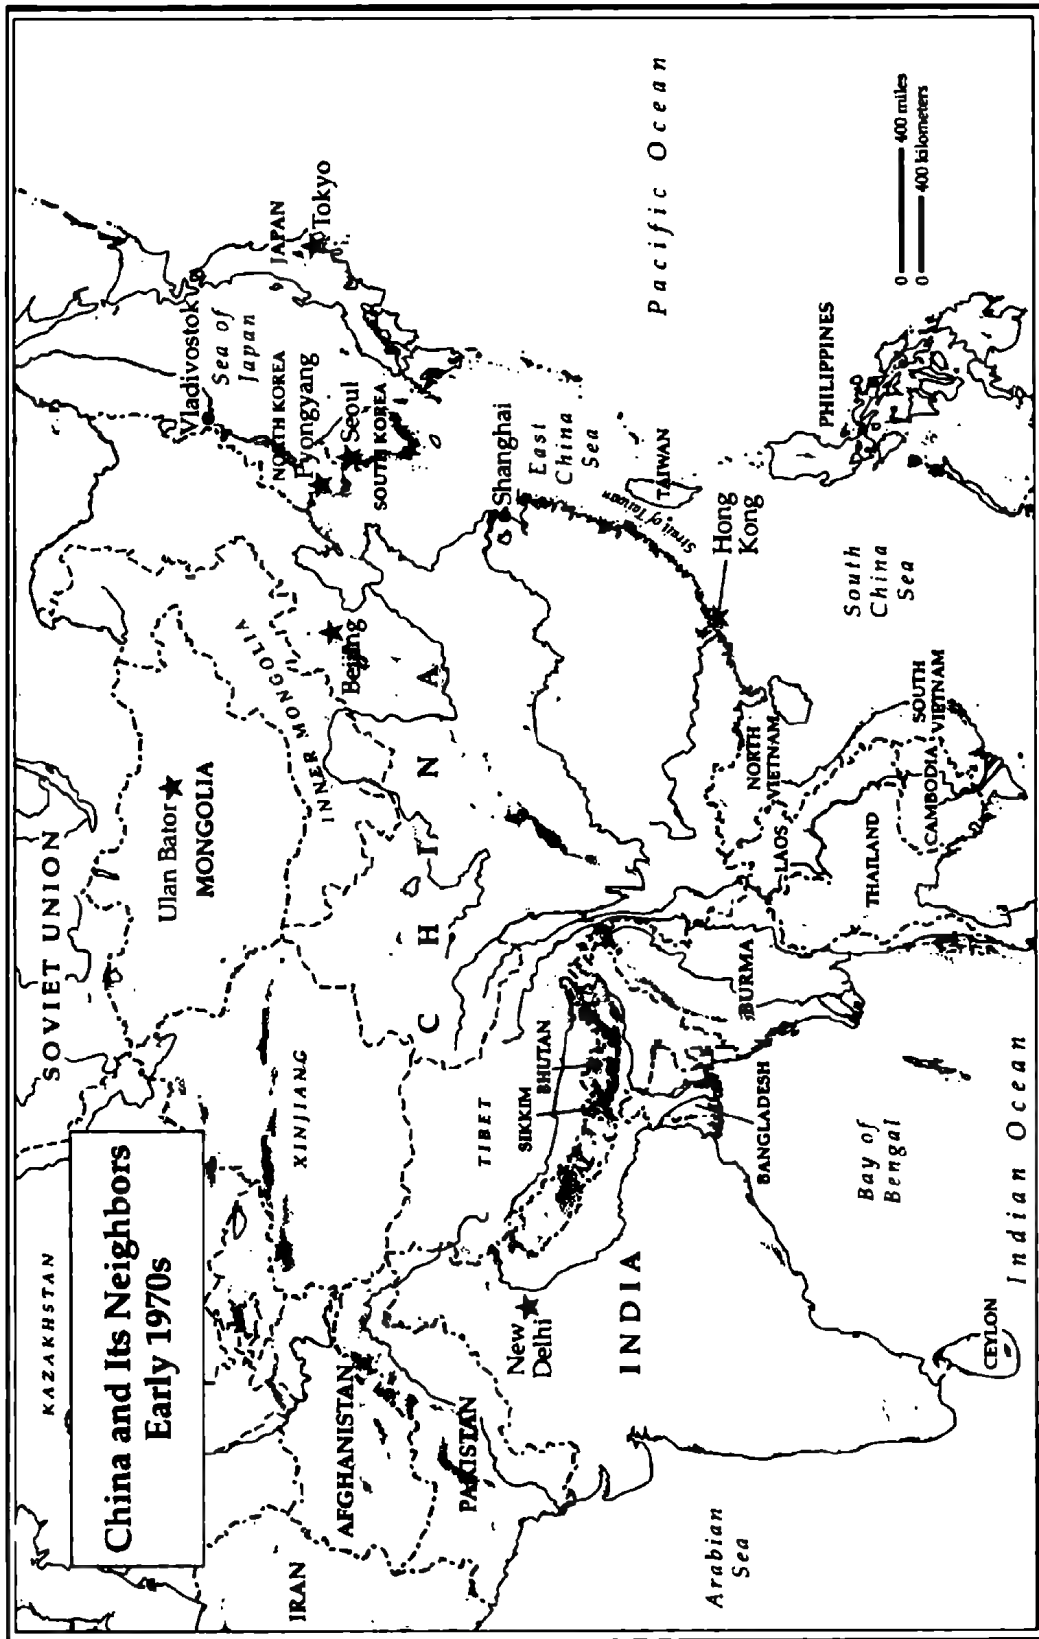 China and Its Neighbors
Early 1970s
KAZAKHSTAN
SOVIET UNION
Ulan Bator
MONGOLIA
INNER MONGOLIA
XINJIANG
Vladivostok
Sea of
Japan
JAPAN
Tokyo
NORTH KOREA
Pyongyang
Seoul
SOUTH KOREA
Beijing
IRAN
AFGHANISTAN
PAKISTAN
CHINA
TIBET
Shanghai
East
China
Sea
New
Delhi
INDIA
SIKKIM
BHUTAN
BANGLADESH
BURMA
Strait of Taiwan
TAIWAN
Hong
Kong
Pacific Ocean
NORTH
VIETNAM
LAOS
THAILAND
CAMBODIA
SOUTH
VIETNAM
South
China
Sea
PHILIPPINES
Arabian
Sea
Bay of
Bengal
CEYLON
Indian Ocean
0 400 miles
0 400 kilometers